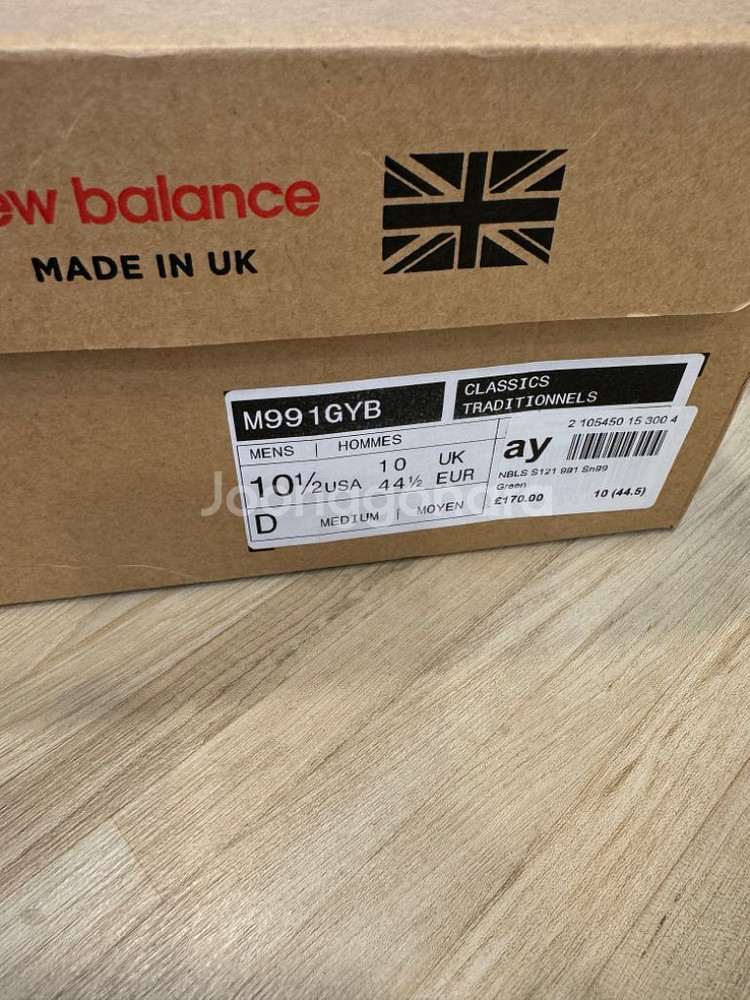 ew balance
MADE IN UK
M991GYB
CLASSICS
TRADITIONNELS
MENS | HOMMES
10½USA 10 UK
44½ EUR
D MEDIUM | MOYEN
ay
2 105450 15 300 4
NBLS S121 991 Sn99
Green
£170.00 10 (44.5)
Joonggonara